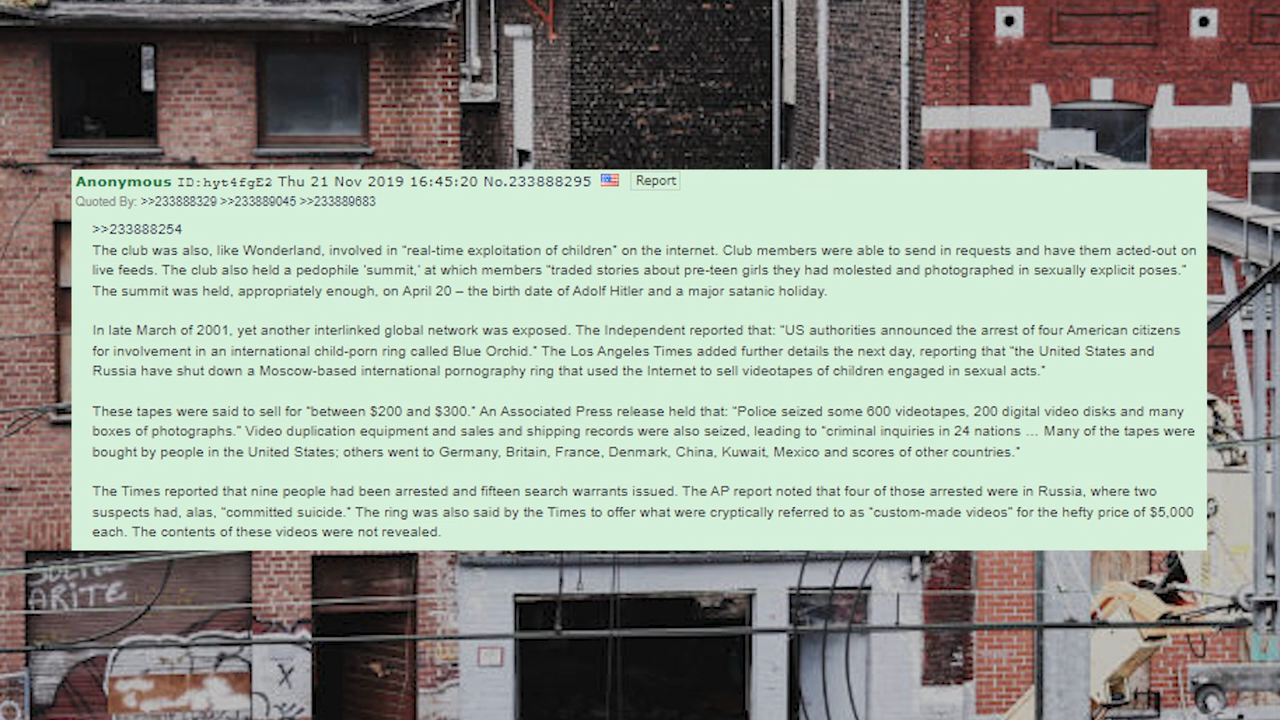 Anonymous ID:hyt4fgE2 Thu 21 Nov 2019 16:45:20 No.233888295 Report
Quoted By: >>233888329 >>233889045 >>233889683
>>233888254
The club was also, like Wonderland, involved in “real-time exploitation of children” on the internet. Club members were able to send in requests and have them acted-out on
live feeds. The club also held a pedophile ‘summit,’ at which members “traded stories about pre-teen girls they had molested and photographed in sexually explicit poses.”
The summit was held, appropriately enough, on April 20 – the birth date of Adolf Hitler and a major satanic holiday.
In late March of 2001, yet another interlinked global network was exposed. The Independent reported that: “US authorities announced the arrest of four American citizens
for involvement in an international child-porn ring called Blue Orchid.” The Los Angeles Times added further details the next day, reporting that “the United States and
Russia have shut down a Moscow-based international pornography ring that used the Internet to sell videotapes of children engaged in sexual acts.”
These tapes were said to sell for “between $200 and $300.” An Associated Press release held that: “Police seized some 600 videotapes, 200 digital video disks and many
boxes of photographs.” Video duplication equipment and sales and shipping records were also seized, leading to “criminal inquiries in 24 nations … Many of the tapes were
bought by people in the United States; others went to Germany, Britain, France, Denmark, China, Kuwait, Mexico and scores of other countries.”
The Times reported that nine people had been arrested and fifteen search warrants issued. The AP report noted that four of those arrested were in Russia, where two
suspects had, alas, “committed suicide.” The ring was also said by the Times to offer what were cryptically referred to as “custom-made videos” for the hefty price of $5,000
each. The contents of these videos were not revealed.
ARITE
X